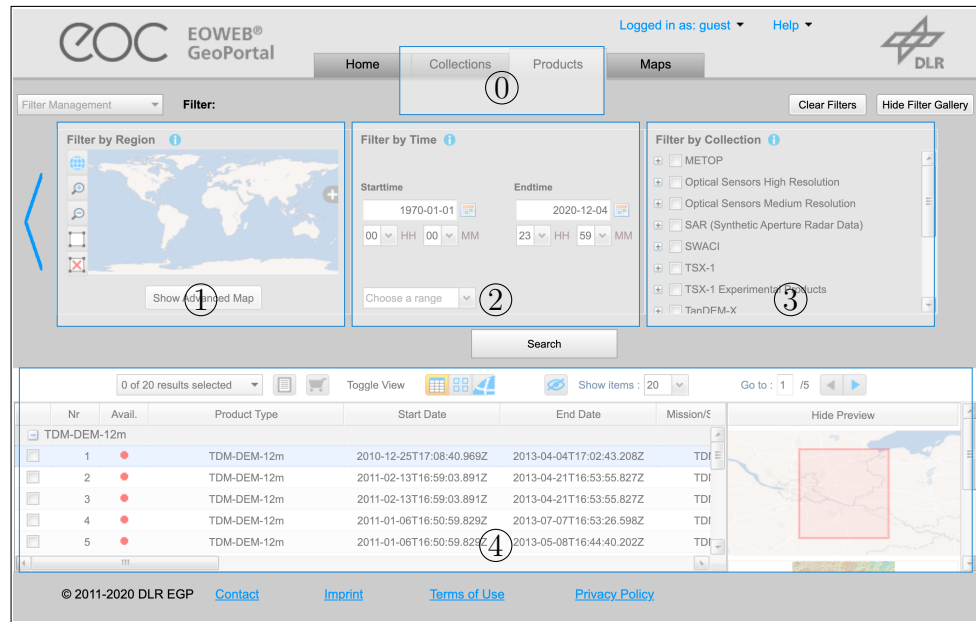 Logged in as: guest Help
eoc EOWEB®
GeoPortal
DLR
Home Collections Products Maps
0
Filter Management Filter: Clear Filters Hide Filter Gallery
Filter by Region
Show Advanced Map
1
Filter by Time
Starttime Endtime
1970-01-01 2020-12-04
00 HH 00 MM 23 HH 59 MM
Choose a range
2
Filter by Collection
METOP
Optical Sensors High Resolution
Optical Sensors Medium Resolution
SAR (Synthetic Aperture Radar Data)
SWACI
TSX-1
TSX-1 Experimental Products
TanDEM-X
3
Search
0 of 20 results selected Toggle View Show items : 20 Go to : 1 /5
Nr Avail. Product Type Start Date End Date Mission/S Hide Preview
TDM-DEM-12m
1 TDM-DEM-12m 2010-12-25T17:08:40.969Z 2013-04-04T17:02:43.208Z TDM
2 TDM-DEM-12m 2011-02-13T16:59:03.891Z 2013-04-21T16:53:55.827Z TDM
3 TDM-DEM-12m 2011-02-13T16:59:03.891Z 2013-04-21T16:53:55.827Z TDM
4 TDM-DEM-12m 2011-01-06T16:50:59.829Z 2013-07-07T16:53:26.598Z TDM
5 TDM-DEM-12m 2011-01-06T16:50:59.829Z 2013-05-08T16:44:40.202Z TDM
4
© 2011-2020 DLR EGP Contact Imprint Terms of Use Privacy Policy